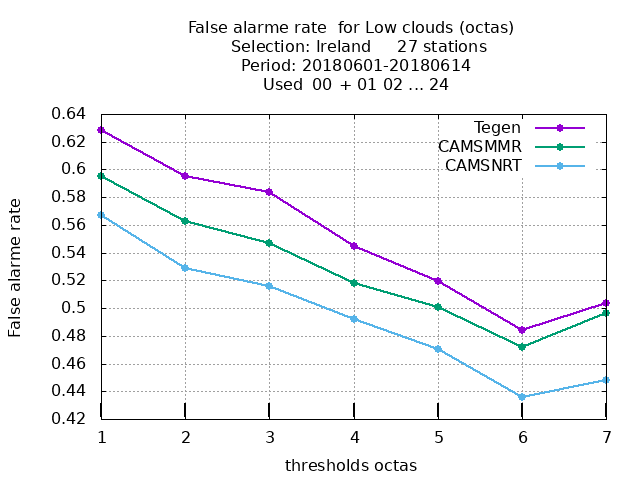 False alarme rate  for Low clouds (octas)
Selection: Ireland     27 stations
Period: 20180601-20180614
Used  00 + 01 02 ... 24
0.64
0.62
0.6
0.58
0.56
0.54
0.52
0.5
0.48
0.46
0.44
0.42
False alarme rate
Tegen
CAMSMMR
CAMSNRT
1 2 3 4 5 6 7
thresholds octas